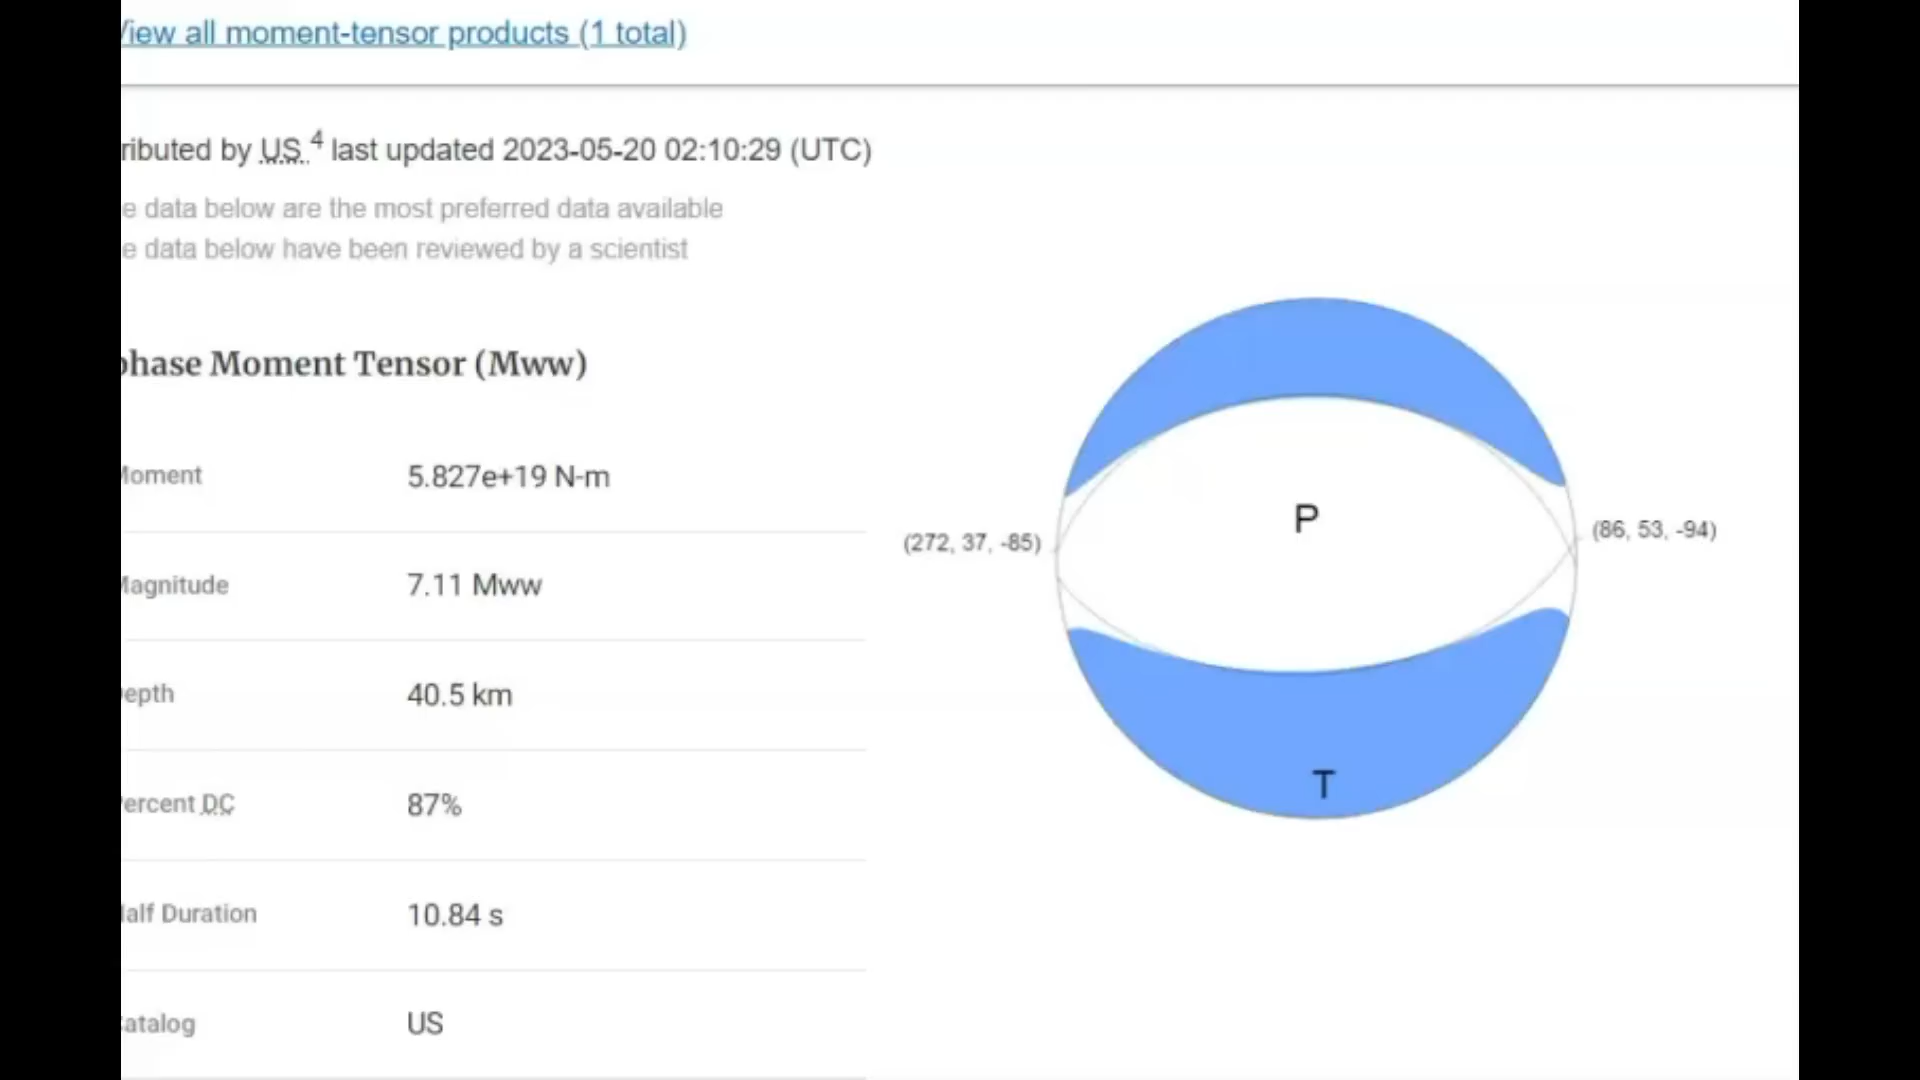 View all moment-tensor products (1 total)
ributed by US 4 last updated 2023-05-20 02:10:29 (UTC)
e data below are the most preferred data available
e data below have been reviewed by a scientist
phase Moment Tensor (Mww)
Moment 5.827e+19 N-m
Magnitude 7.11 Mww
epth 40.5 km
Percent DC 87%
Half Duration 10.84 s
Catalog US
P
(272, 37, -85)
(86, 53, -94)
T